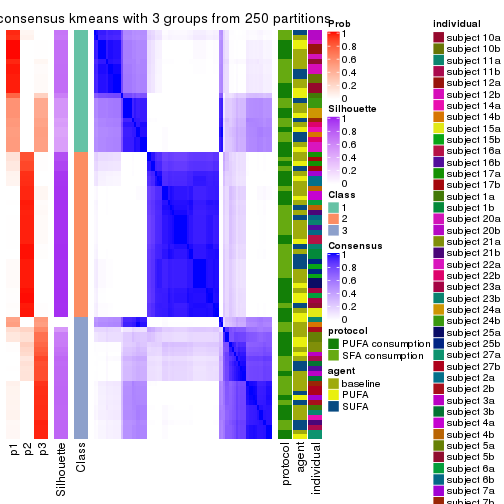 consensus kmeans with 3 groups from 250 partitions
Prob
1
0.8
0.6
0.4
0.2
0
Silhouette
1
0.8
0.6
0.4
0.2
0
Class
1
2
3
Consensus
1
0.8
0.6
0.4
0.2
0
protocol
PUFA consumption
SFA consumption
agent
baseline
PUFA
SUFA
individual
subject 10a
subject 10b
subject 11a
subject 11b
subject 12a
subject 12b
subject 14a
subject 14b
subject 15a
subject 15b
subject 16a
subject 16b
subject 17a
subject 17b
subject 1a
subject 1b
subject 20a
subject 20b
subject 21a
subject 21b
subject 22a
subject 22b
subject 23a
subject 23b
subject 24a
subject 24b
subject 25a
subject 25b
subject 27a
subject 27b
subject 2a
subject 2b
subject 3a
subject 3b
subject 4a
subject 4b
subject 5a
subject 5b
subject 6a
subject 6b
subject 7a
subject 7b
p1
p2
p3
Silhouette
Class
protocol
agent
individual